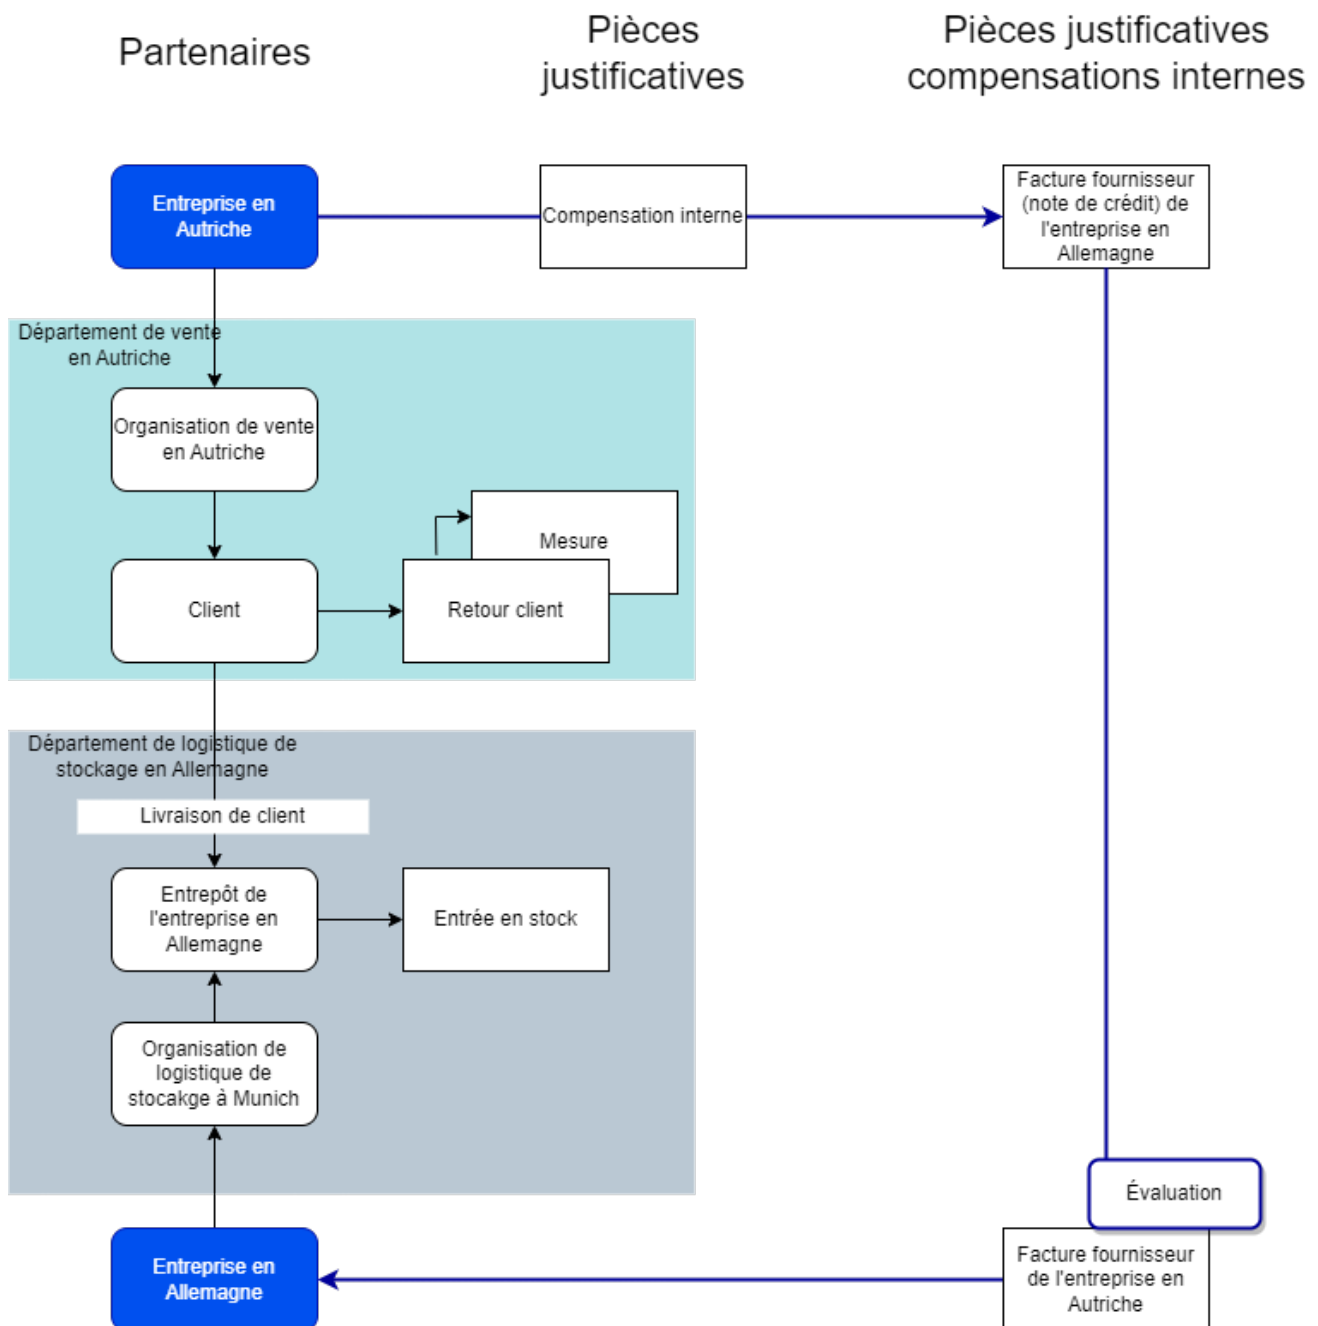 Partenaires
Pièces
justificatives
Pièces justificatives
compensations internes
Entreprise en
Autriche
Compensation interne
Facture fournisseur
(note de crédit) de
l'entreprise en
Allemagne
Département de vente
en Autriche
Organisation de vente
en Autriche
Mesure
Client
Retour client
Département de logistique de
stockage en Allemagne
Livraison de client
Entrepôt de
l'entreprise en
Allemagne
Entrée en stock
Organisation de
logistique de
stocakge à Munich
Évaluation
Entreprise en
Allemagne
Facture fournisseur
de l'entreprise en
Autriche